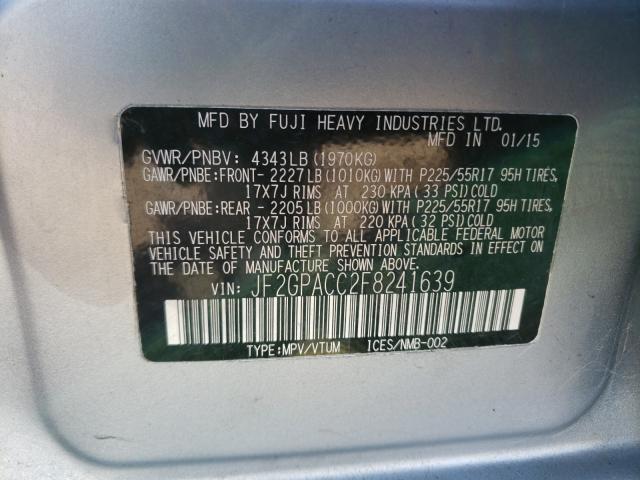 MFD BY FUJI HEAVY INDUSTRIES LTD.
MFD IN 01/15
GVWR/PNBV: 4343LB(1970KG)
GAWR/PNBE:FRONT- 2227LB(1010KG)WITH P225/55R17 95H TIRES,
17X7J RIMS AT 230 KPA(33 PSI)COLD
GAWR/PNBE:REAR - 2205LB(1000KG)WITH P225/55R17 95H TIRES,
17X7J RIMS AT 220 KPA(32 PSI)COLD
THIS VEHICLE CONFORMS TO ALL APPLICABLE FEDERAL MOTOR
VEHICLE SAFETY, BUMPER, AND THEFT PREVENTION STANDARDS IN EFFECT
ON THE DATE OF MANUFACTURE SHOWN ABOVE.
VIN: JF2GPACC2F8241639
TYPE:MPV/VTUM ICES/NMB-002